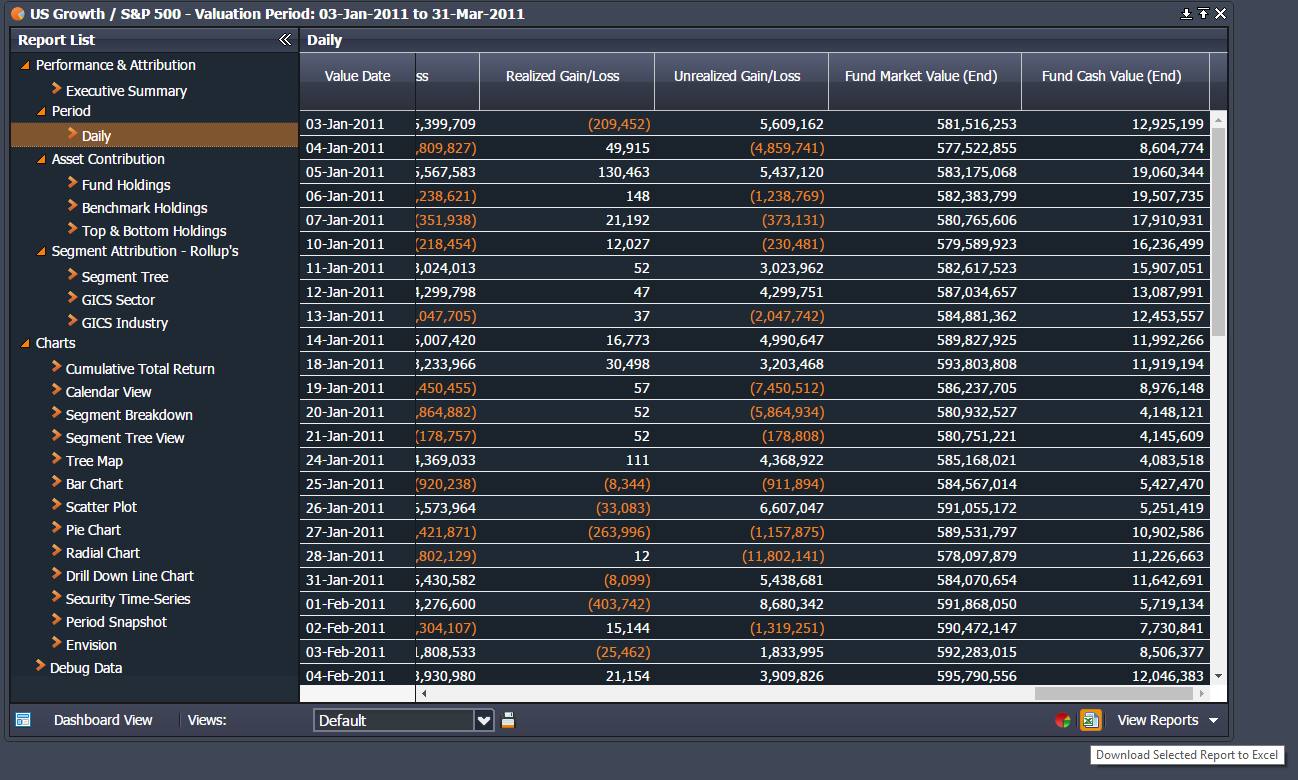 US Growth / S&P 500 - Valuation Period: 03-Jan-2011 to 31-Mar-2011
Report List
Performance & Attribution
Executive Summary
Period
Daily
Asset Contribution
Fund Holdings
Benchmark Holdings
Top & Bottom Holdings
Segment Attribution - Rollup's
Segment Tree
GICS Sector
GICS Industry
Charts
Cumulative Total Return
Calendar View
Segment Breakdown
Segment Tree View
Tree Map
Bar Chart
Scatter Plot
Pie Chart
Radial Chart
Drill Down Line Chart
Security Time-Series
Period Snapshot
Envision
Debug Data
Daily
Value Date ss Realized Gain/Loss Unrealized Gain/Loss Fund Market Value (End) Fund Cash Value (End)
03-Jan-2011 5,399,709 (209,452) 5,609,162 581,516,253 12,925,199
04-Jan-2011 ,809,827) 49,915 (4,859,741) 577,522,855 8,604,774
05-Jan-2011 5,567,583 130,463 5,437,120 583,175,068 19,060,344
06-Jan-2011 ,238,621) 148 (1,238,769) 582,383,799 19,507,735
07-Jan-2011 (351,938) 21,192 (373,131) 580,765,606 17,910,931
10-Jan-2011 (218,454) 12,027 (230,481) 579,589,923 16,236,499
11-Jan-2011 3,024,013 52 3,023,962 582,617,523 15,907,051
12-Jan-2011 4,299,798 47 4,299,751 587,034,657 13,087,991
13-Jan-2011 ,047,705) 37 (2,047,742) 584,881,362 12,453,557
14-Jan-2011 5,007,420 16,773 4,990,647 589,827,925 11,992,266
18-Jan-2011 3,233,966 30,498 3,203,468 593,803,808 11,919,194
19-Jan-2011 ,450,455) 57 (7,450,512) 586,237,705 8,976,148
20-Jan-2011 ,864,882) 52 (5,864,934) 580,932,527 4,148,121
21-Jan-2011 (178,757) 52 (178,808) 580,751,221 4,145,609
24-Jan-2011 4,369,033 111 4,368,922 585,168,021 4,083,518
25-Jan-2011 (920,238) (8,344) (911,894) 584,567,014 5,427,470
26-Jan-2011 6,573,964 (33,083) 6,607,047 591,055,172 5,251,419
27-Jan-2011 ,421,871) (263,996) (1,157,875) 589,531,797 10,902,586
28-Jan-2011 ,802,129) 12 (11,802,141) 578,097,879 11,226,663
31-Jan-2011 5,430,582 (8,099) 5,438,681 584,070,654 11,642,691
01-Feb-2011 8,276,600 (403,742) 8,680,342 591,868,050 5,719,134
02-Feb-2011 ,304,107) 15,144 (1,319,251) 590,472,147 7,730,841
03-Feb-2011 1,808,533 (25,462) 1,833,995 592,283,015 8,506,377
04-Feb-2011 3,930,980 21,154 3,909,826 595,790,556 12,046,383
Dashboard View Views: Default View Reports
Download Selected Report to Excel